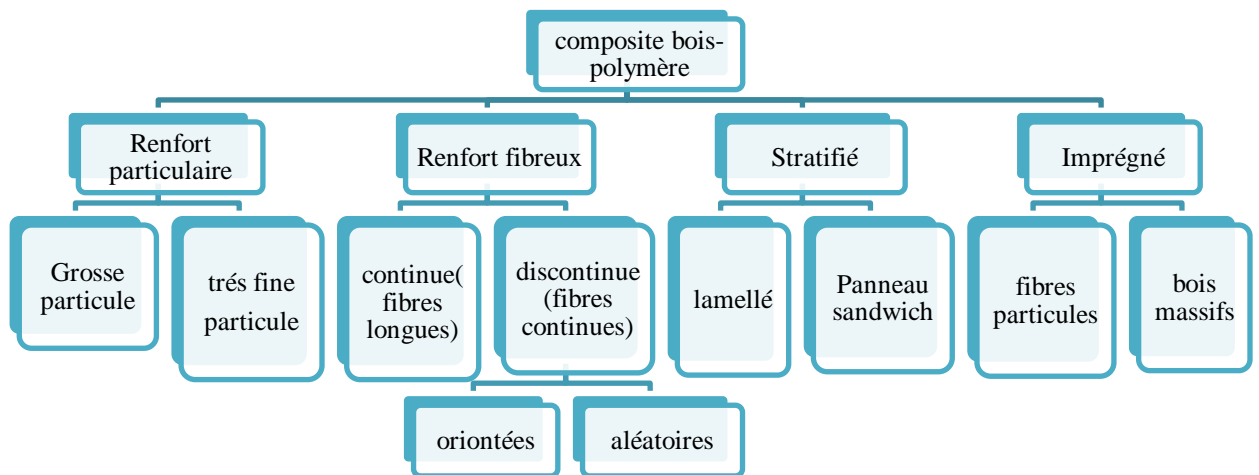 composite bois-
polymère
Renfort
particulaire
Renfort fibreux
Stratifié
Imprégné
Grosse
particule
trés fine
particule
continue(
fibres
longues)
discontinue
(fibres
continues)
lamellé
Panneau
sandwich
fibres
particules
bois
massifs
oriontées
aléatoires